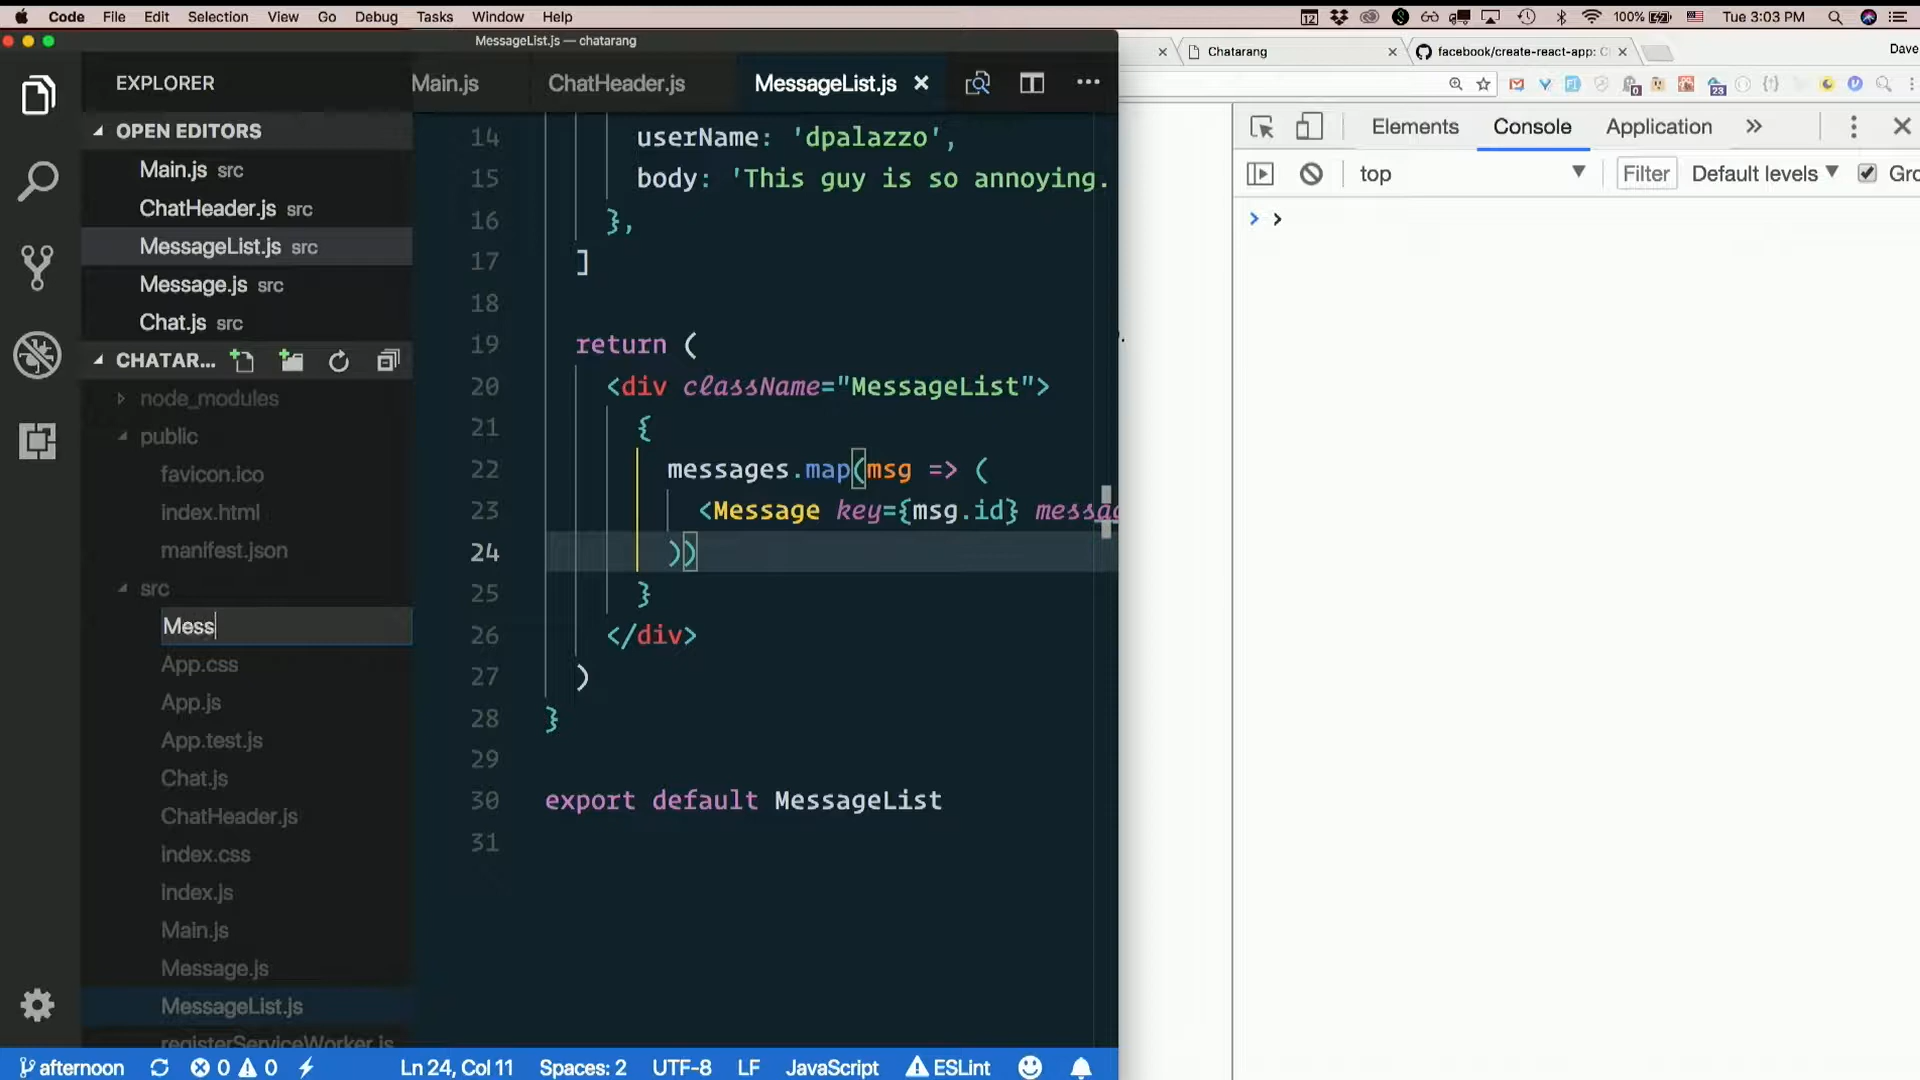 Code File Edit Selection View Go Debug Tasks Window Help
12 100% Tue 3:03 PM
MessageList.js — chatarang
Chatarang
facebook/create-react-app: C
Dave
EXPLORER
Main.js ChatHeader.js MessageList.js
23
OPEN EDITORS
Main.js src
ChatHeader.js src
MessageList.js src
Message.js src
Chat.js src
CHATAR...
node_modules
public
favicon.ico
index.html
manifest.json
src
Mess
App.css
App.js
App.test.js
Chat.js
ChatHeader.js
index.css
index.js
Main.js
Message.js
MessageList.js
registerServiceWorker.js
14 userName: 'dpalazzo',
15 body: 'This guy is so annoying.
16 },
17 ]
18
19 return (
20 <div className="MessageList">
21 {
22 messages.map(msg => (
23 <Message key={msg.id} messag
24 ))
25 }
26 </div>
27 )
28 }
29
30 export default MessageList
31
Elements Console Application »
top Filter Default levels Gro
> >
afternoon 0 0 Ln 24, Col 11 Spaces: 2 UTF-8 LF JavaScript ESLint